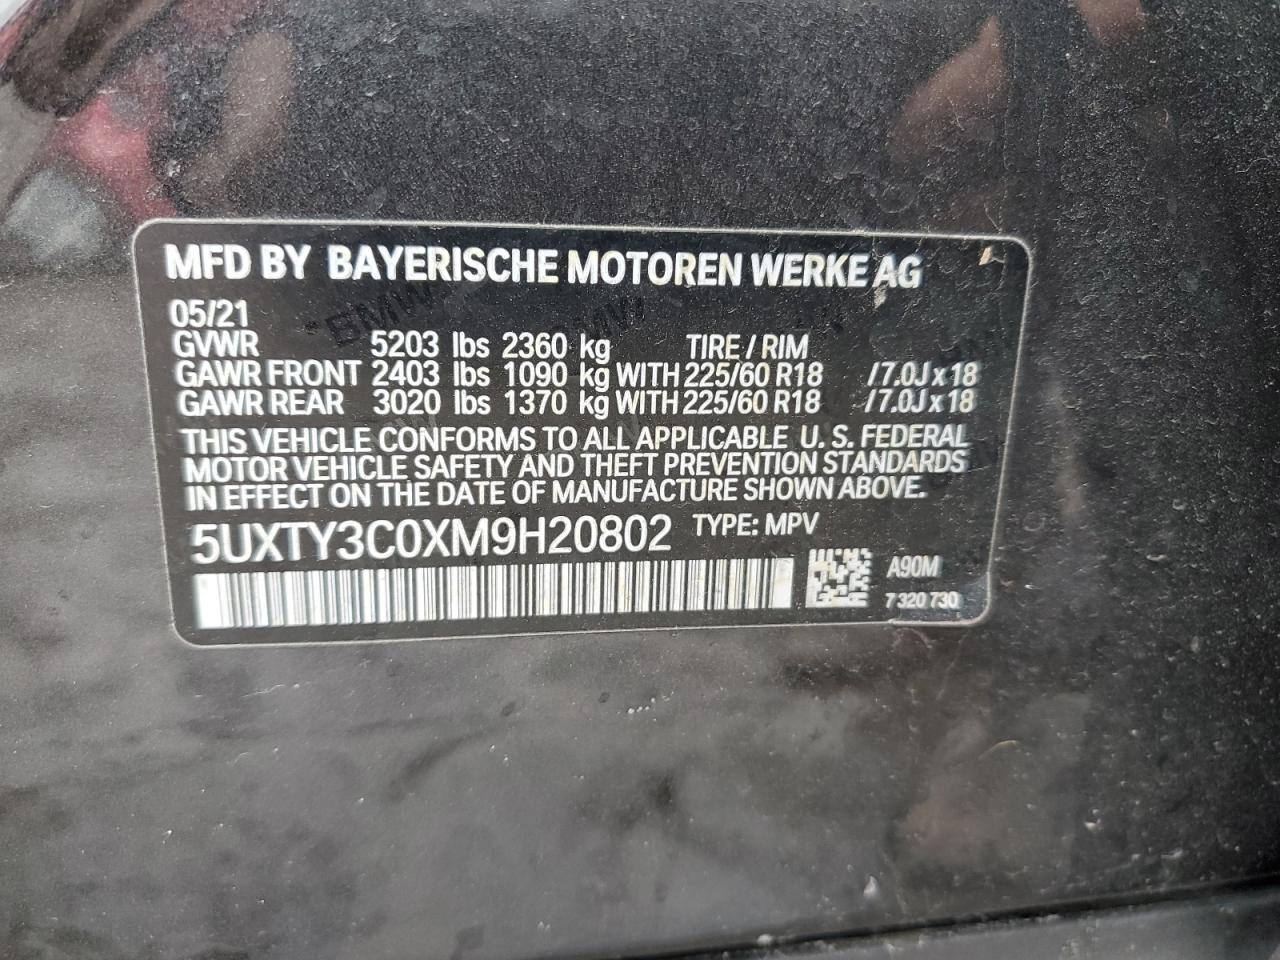 MFD BY BAYERISCHE MOTOREN WERKE AG
05/21
GVWR 5203 lbs 2360 kg TIRE / RIM
GAWR FRONT 2403 lbs 1090 kg WITH 225/60 R18 /7.0J x 18
GAWR REAR 3020 lbs 1370 kg WITH 225/60 R18 /7.0J x 18
THIS VEHICLE CONFORMS TO ALL APPLICABLE U. S. FEDERAL
MOTOR VEHICLE SAFETY AND THEFT PREVENTION STANDARDS
IN EFFECT ON THE DATE OF MANUFACTURE SHOWN ABOVE.
5UXTY3C0XM9H20802 TYPE: MPV
A90M
7 320 730